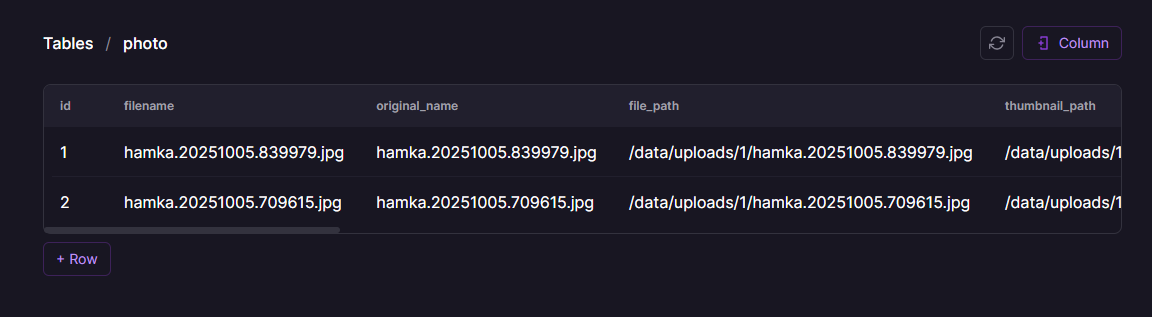 Tables / photo
Column
id filename original_name file_path thumbnail_path
1 hamka.20251005.839979.jpg hamka.20251005.839979.jpg /data/uploads/1/hamka.20251005.839979.jpg /data/uploads/1
2 hamka.20251005.709615.jpg hamka.20251005.709615.jpg /data/uploads/1/hamka.20251005.709615.jpg /data/uploads/1
+ Row